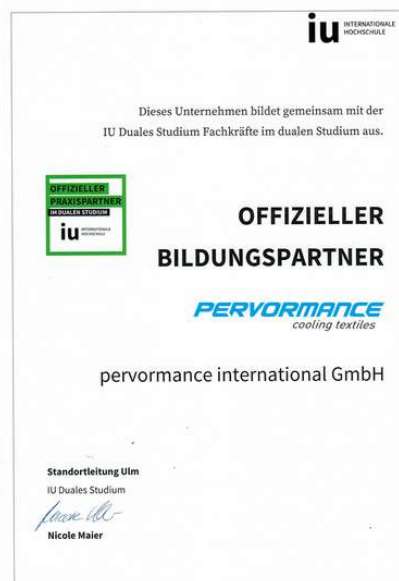 iu INTERNATIONALE
HOCHSCHULE
Dieses Unternehmen bildet gemeinsam mit der
IU Duales Studium Fachkräfte im dualen Studium aus.
OFFIZIELLER
PRAXISPARTNER
IM DUALEN STUDIUM
iu INTERNATIONALE
HOCHSCHULE
OFFIZIELLER
BILDUNGSPARTNER
PERVORMANCE
cooling textiles
pervormance international GmbH
Standortleitung Ulm
IU Duales Studium
Nicole Maier